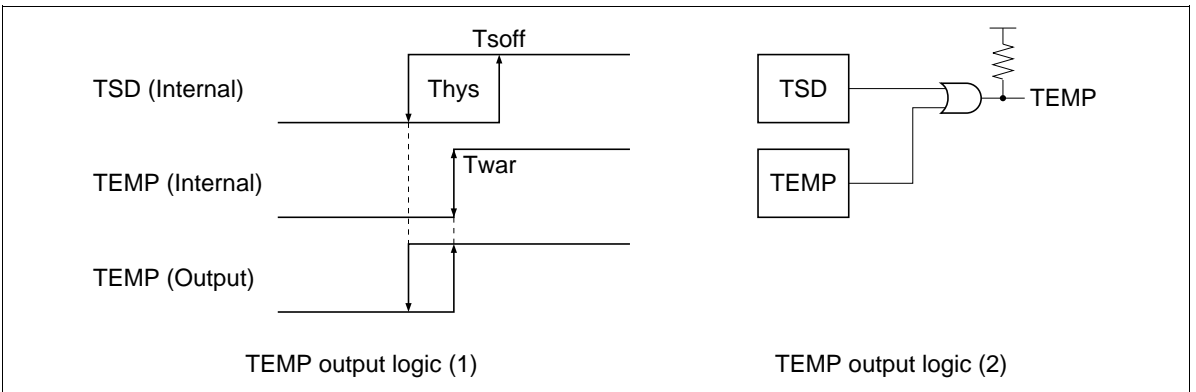 Tsoff
TSD (Internal)
Thys
TEMP (Internal)
Twar
TEMP (Output)
TEMP output logic (1)
TSD
TEMP
TEMP
TEMP output logic (2)